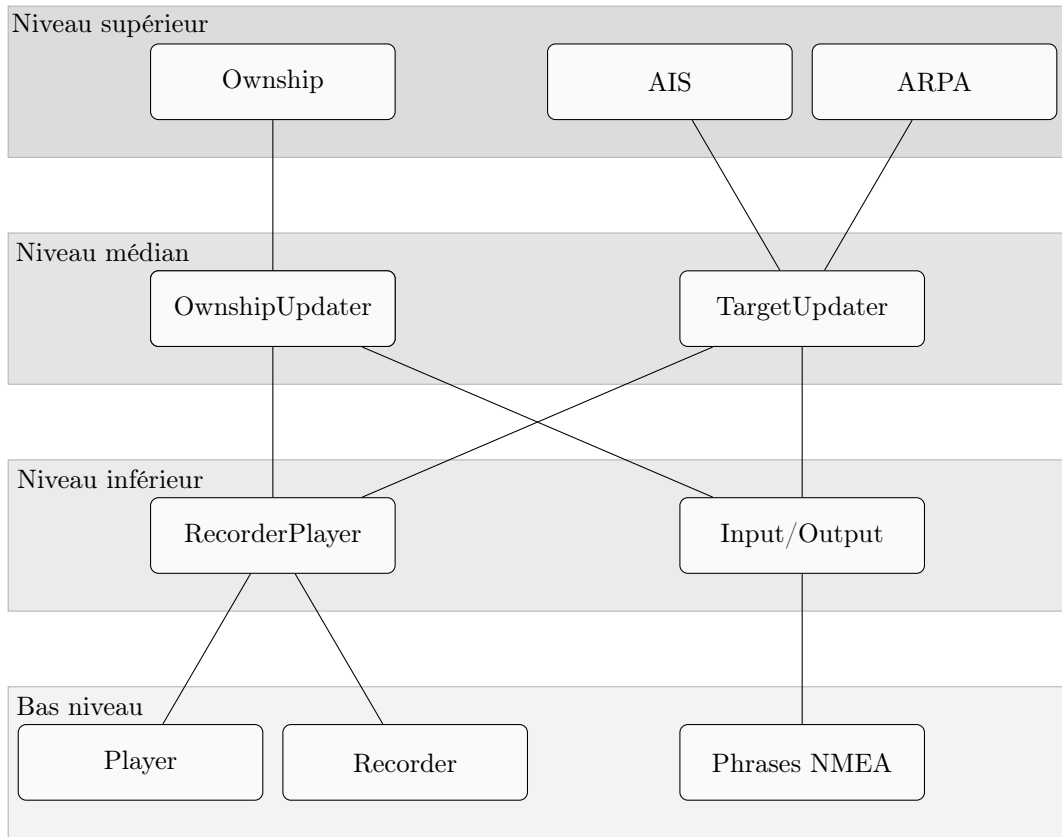 Niveau supérieur
Ownship
AIS
ARPA
Niveau médian
OwnshipUpdater
TargetUpdater
Niveau inférieur
RecorderPlayer
Input/Output
Bas niveau
Player
Recorder
Phrases NMEA